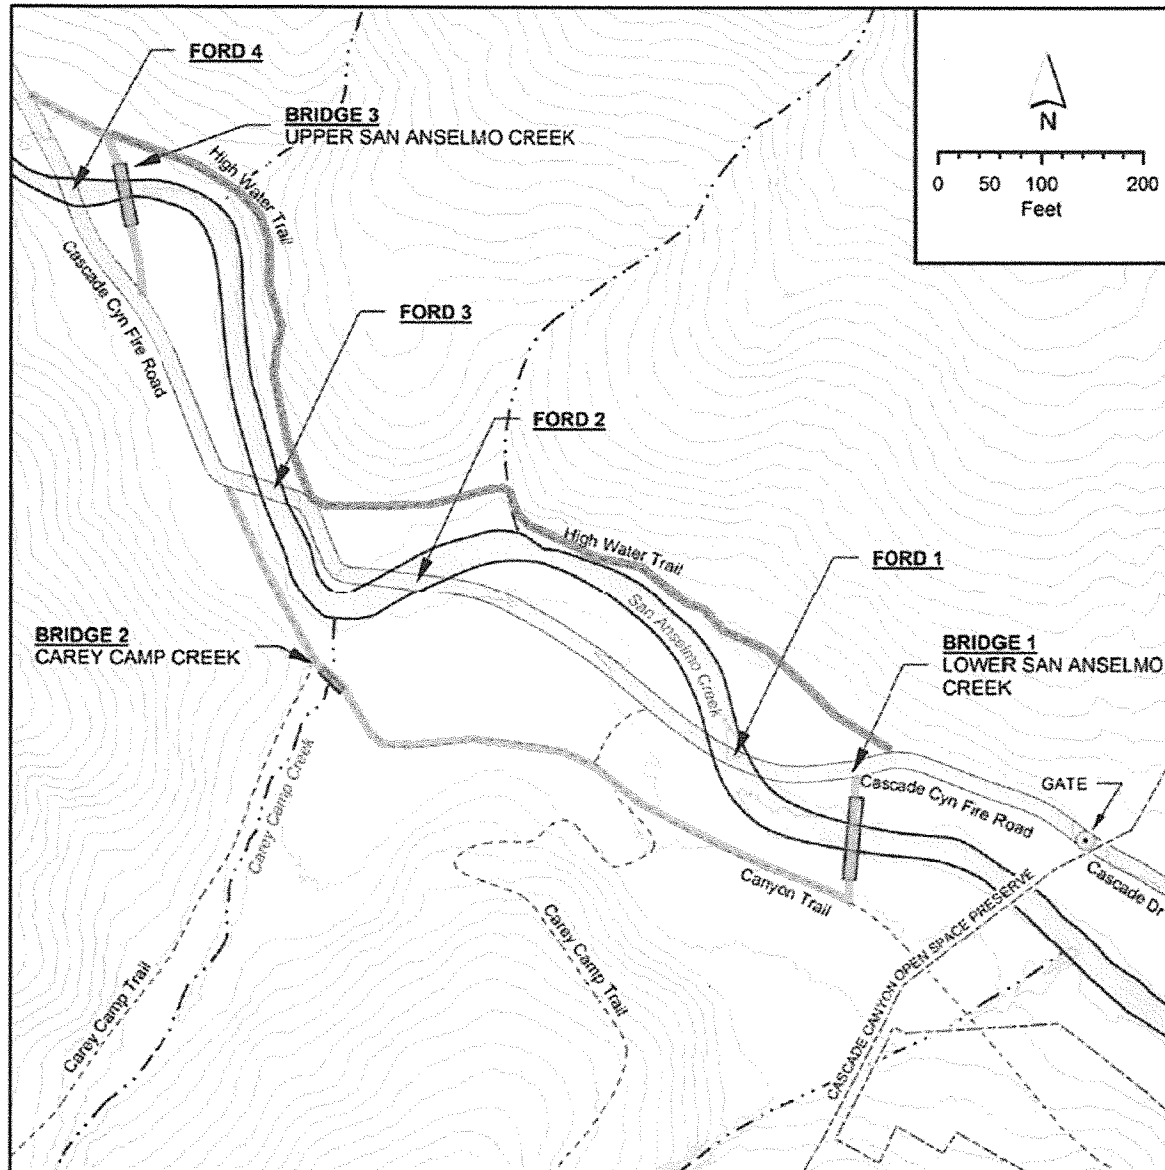 FORD 4
BRIDGE 3
UPPER SAN ANSELMO CREEK
High Water Trail
N
0 50 100 200
Feet
Cascade Cyn Fire Road
FORD 3
FORD 2
High Water Trail
FORD 1
San Anselmo Creek
BRIDGE 2
CAREY CAMP CREEK
BRIDGE 1
LOWER SAN ANSELMO
CREEK
Cascade Cyn Fire Road
GATE
Cascade Dr
Carey Camp Creek
Canyon Trail
Carey Camp Trail
Carey Camp Trail
CASCADE CANYON OPEN SPACE PRESERVE